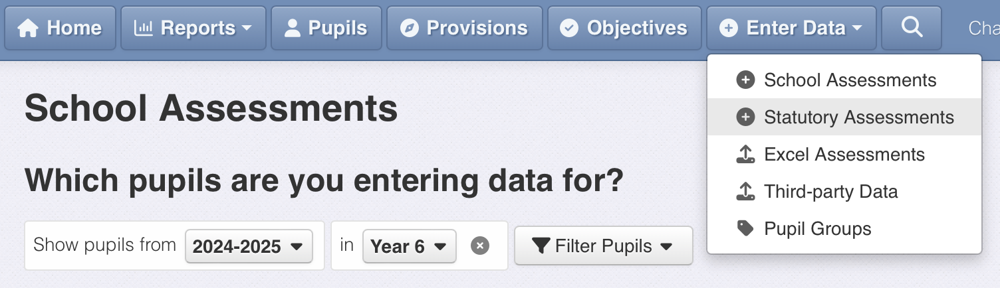 Home Reports Pupils Provisions Objectives Enter Data
School Assessments
Statutory Assessments
Excel Assessments
Third-party Data
Pupil Groups
School Assessments
Which pupils are you entering data for?
Show pupils from 2024-2025 in Year 6 Filter Pupils